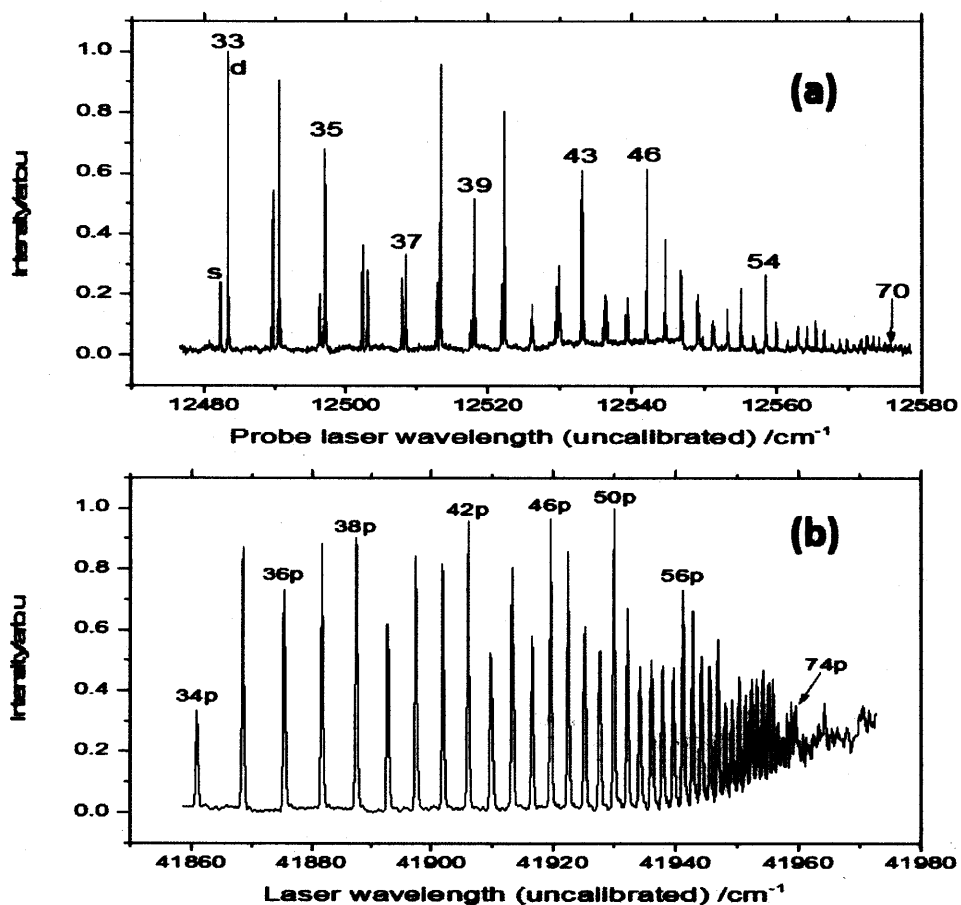 (a)
33
d
s
35
37
39
43
46
54
70
1.0
0.8
0.6
0.4
0.2
0.0
Intensity/arbu
12480 12500 12520 12540 12560 12580
Probe laser wavelength (uncalibrated) /cm⁻¹
(b)
34p
36p
38p
42p
46p
50p
56p
74p
1.0
0.8
0.6
0.4
0.2
0.0
Intensity/arbu
41860 41880 41900 41920 41940 41960 41980
Laser wavelength (uncalibrated) /cm⁻¹